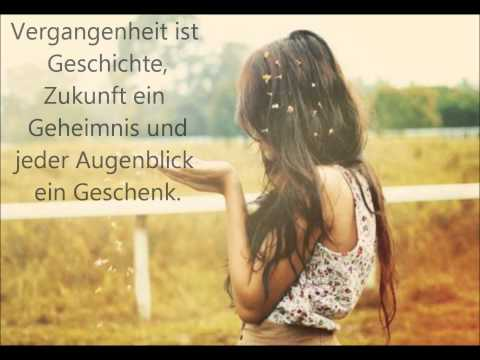 Vergangenheit ist
Geschichte,
Zukunft ein
Geheimnis und
jeder Augenblick
ein Geschenk.